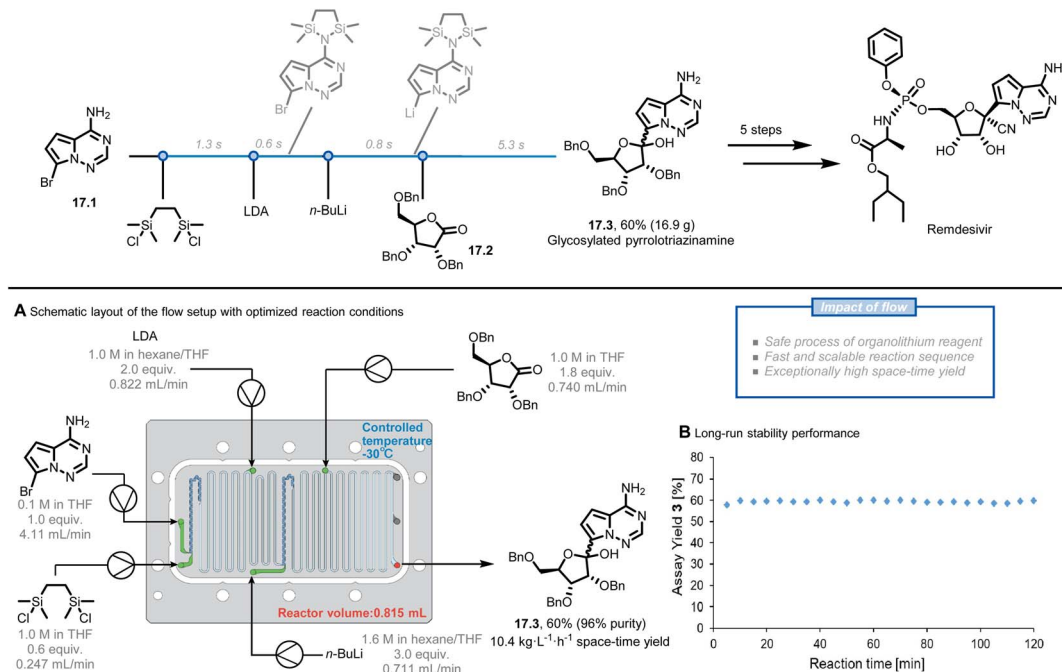 Si
Si
N
N
N
N
Br
Si
Si
N
N
N
N
Li
NH₂
N
N
N
Br
17.1
1.3 s
0.6 s
0.8 s
5.3 s
Si
Si
Cl
Cl
LDA
n-BuLi
OBn
O
O
BnO
OBn
17.2
NH₂
N
N
N
OH
BnO
O
BnO
OBn
17.3, 60% (16.9 g)
Glycosylated pyrrolotriazinamine
5 steps
O
O
P
HN
O
O
O
CN
HO
OH
NH
N
N
N
Remdesivir
A Schematic layout of the flow setup with optimized reaction conditions
LDA
1.0 M in hexane/THF
2.0 equiv.
0.822 mL/min
OBn
O
O
BnO
OBn
1.0 M in THF
1.8 equiv.
0.740 mL/min
NH₂
N
N
N
Br
0.1 M in THF
1.0 equiv.
4.11 mL/min
Controlled
temperature
-30℃
Si
Si
Cl
Cl
1.0 M in THF
0.6 equiv.
0.247 mL/min
Reactor volume:0.815 mL
n-BuLi
1.6 M in hexane/THF
3.0 equiv.
0.711 mL/min
NH₂
N
N
N
OH
BnO
O
BnO
OBn
17.3, 60% (96% purity)
10.4 kg·L⁻¹·h⁻¹ space-time yield
Impact of flow
Safe process of organolithium reagent
Fast and scalable reaction sequence
Exceptionally high space-time yield
B Long-run stability performance
Assay Yield 3 [%]
80
70
60
50
40
30
20
10
0
0 20 40 60 80 100 120
Reaction time [min]